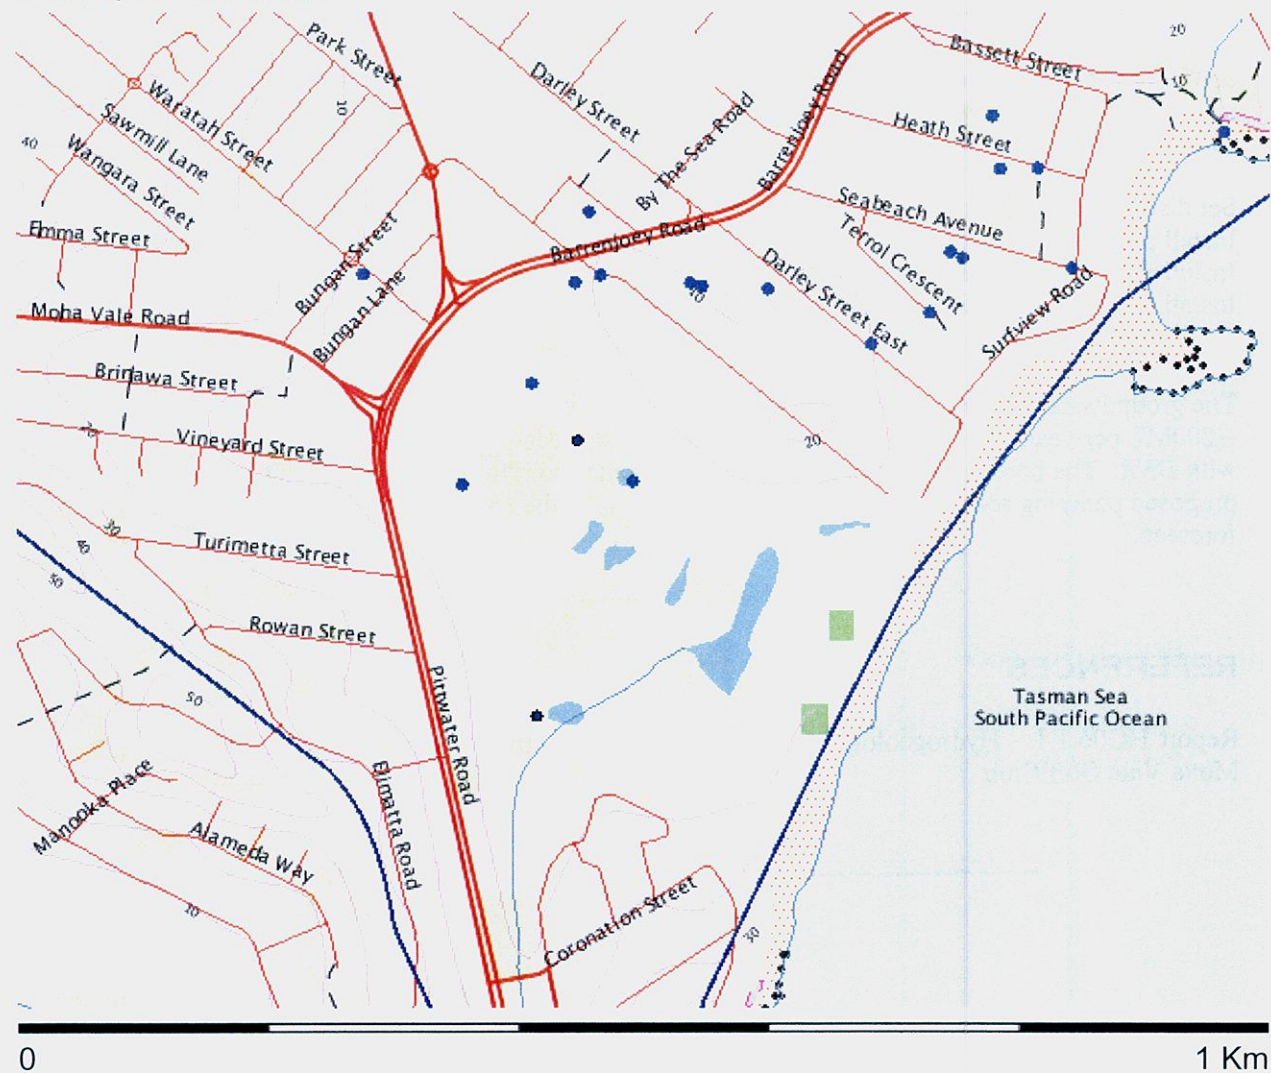 Park Street
Darley Street
Bassett Street
20
10
10
Waratah Street
Sawmill Lane
Wangara Street
40
By The Sea Road
Barrenjoey Road
Heath Street
Emma Street
Seabeach Avenue
Terrol Crescent
Barrenjoey Road
Bungan Street
Bungan Lane
Darley Street East
10
Surfview Road
Mona Vale Road
Brinawa Street
Vineyard Street
20
20
30
40
50
Turimetta Street
Rowan Street
50
Pittwater Road
Tasman Sea
South Pacific Ocean
REFERENCES
Manooka Place
Alameda Way
Elimatta Road
Coronation Street
30
0
1 Km